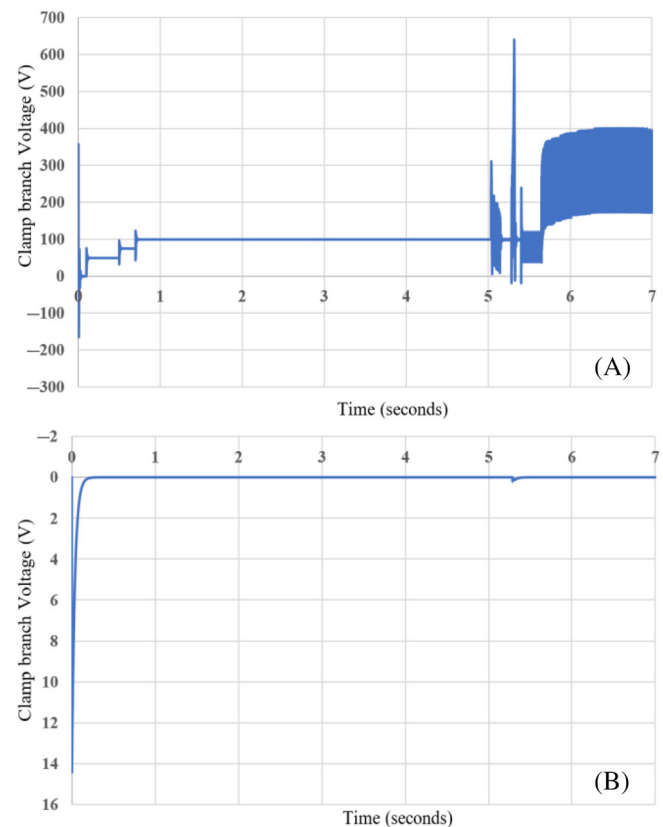 700
600
500
400
300
200
100
0
—100
—200
—300
Clamp branch Voltage (V)
0 1 2 3 4 5 6 7
(A)
Time (seconds)
—2
0
2
4
6
8
10
12
14
16
Clamp branch Voltage (V)
0 1 2 3 4 5 6 7
(B)
Time (seconds)